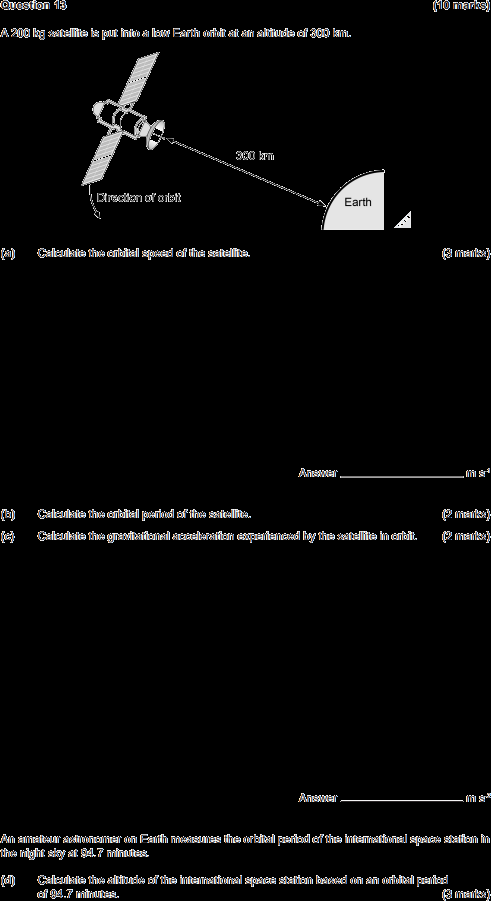 Question 13 (10 marks)
A 200 kg satellite is put into a low Earth orbit at an altitude of 300 km.
300 km
Direction of orbit
Earth
(a) Calculate the orbital speed of the satellite. (3 marks)
Answer ____________________ m s⁻¹
(b) Calculate the orbital period of the satellite. (2 marks)
(c) Calculate the gravitational acceleration experienced by the satellite in orbit. (2 marks)
Answer ____________________ m s⁻²
An amateur astronomer on Earth measures the orbital period of the international space station in
the night sky at 94.7 minutes.
(d) Calculate the altitude of the international space station based on an orbital period
of 94.7 minutes. (3 marks)